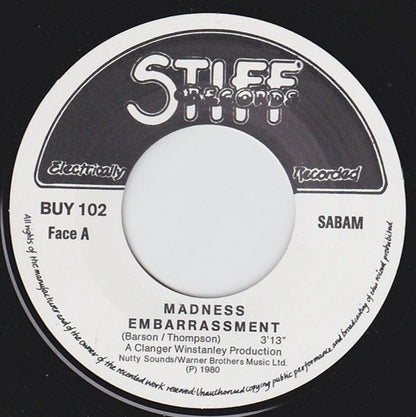 STIFF
RECORDS
Electrically Recorded
BUY 102
Face A
SABAM
MADNESS
EMBARRASSMENT
(Barson / Thompson) 3'13"
A Clanger Winstanley Production
Nutty Sounds/Warner Brothers Music Ltd.
(P) 1980
All rights of the manufacturer and of the owner of the recorded work reserved. Unauthorised copying public performance and broadcasting of this record prohibited.